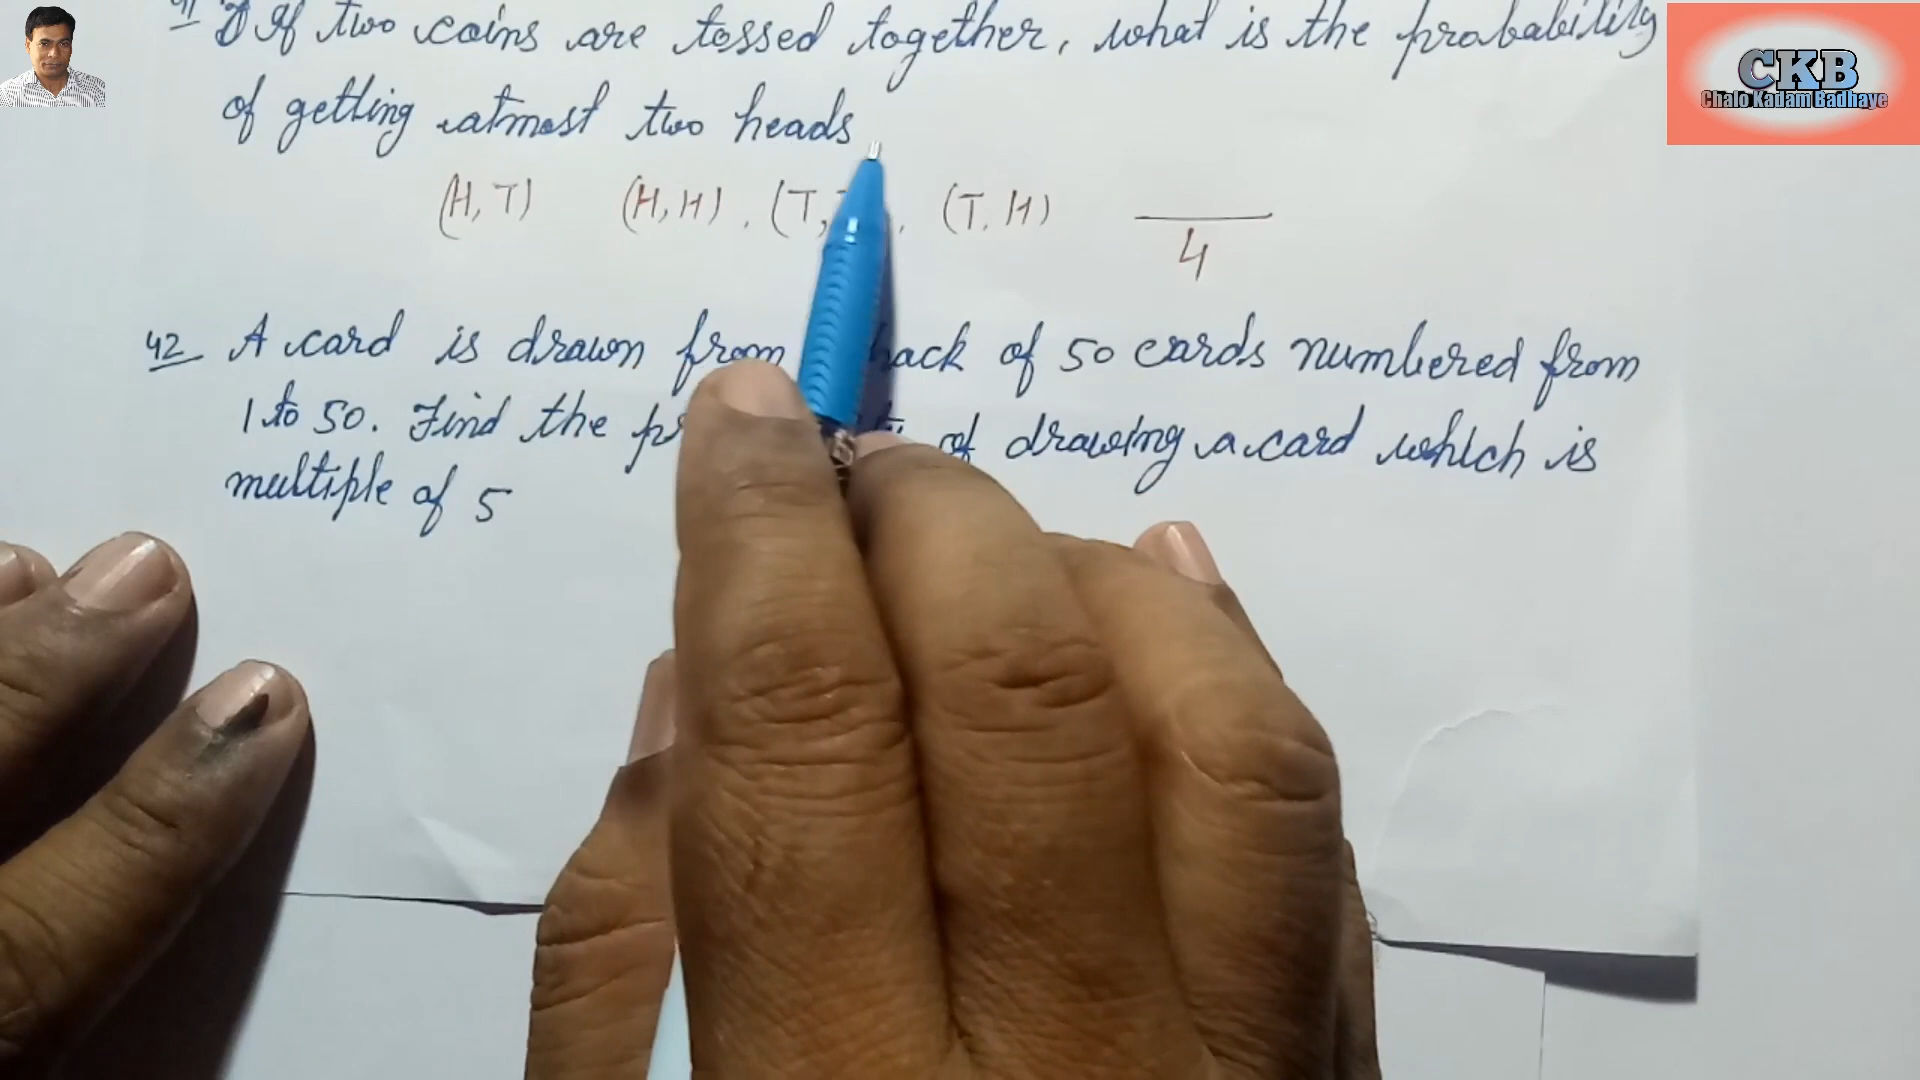 If two coins are tossed together, what is the probability
of getting atmost two heads
(H, T) (H, H), (T, , (T, H) 4
42 A card is drawn from pack of 50 cards numbered from
1 to 50. Find the of drawing a card which is
multiple of 5
CKB
Chalo Kadam Badhaye